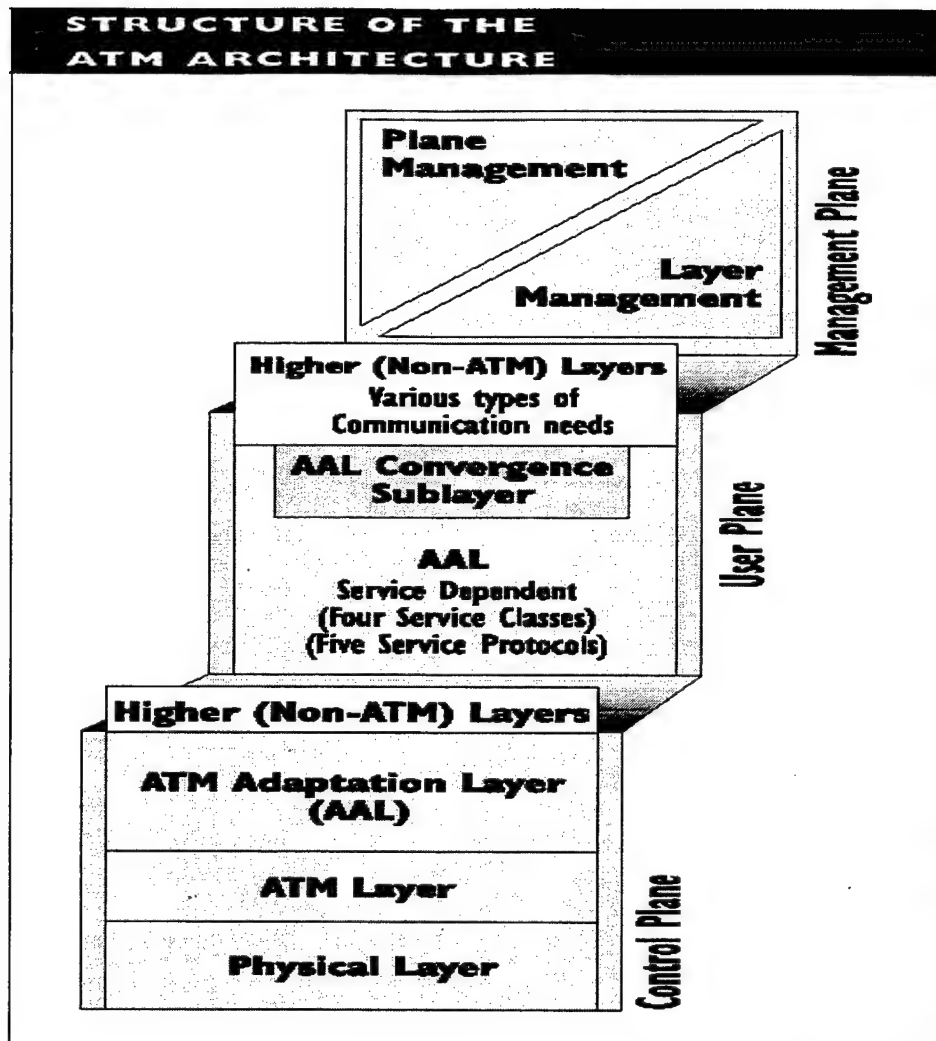 STRUCTURE OF THE
ATM ARCHITECTURE
Plane
Management
Layer
Management
Management Plane
Higher (Non-ATM) Layers
Various types of
Communication needs
AAL Convergence
Sublayer
AAL
Service Dependent
(Four Service Classes)
(Five Service Protocols)
User Plane
Higher (Non-ATM) Layers
ATM Adaptation Layer
(AAL)
ATM Layer
Physical Layer
Control Plane